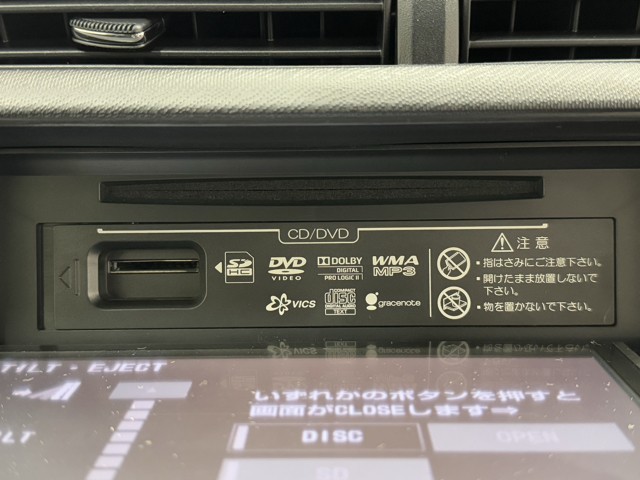 CD/DVD
SD
HC
DVD
VIDEO
DOLBY
DIGITAL
PRO LOGIC II
WMA
MP3
VICS
COMPACT
DISC
DIGITAL AUDIO
TEXT
gracenote
注意
・指はさみにご注意下さい。
・開けたまま放置しないで
下さい。
・物を置かないで下さい。
TILT・EJECT
いずれかのボタンを押すと
画面がCLOSEします→
DISC
OPEN
SD